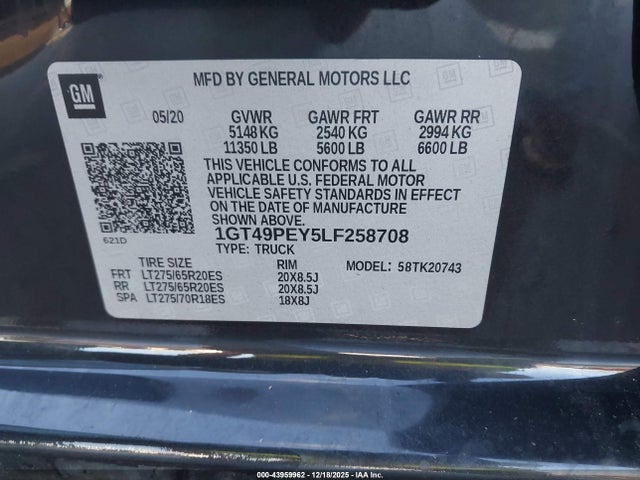 MFD BY GENERAL MOTORS LLC
GM
05/20 GVWR GAWR FRT GAWR RR
5148 KG 2540 KG 2994 KG
11350 LB 5600 LB 6600 LB
THIS VEHICLE CONFORMS TO ALL
APPLICABLE U.S. FEDERAL MOTOR
VEHICLE SAFETY STANDARDS IN EFFECT
ON THE DATE OF MANUFACTURE
SHOWN ABOVE.
621D
1GT49PEY5LF258708
TYPE: TRUCK
TIRE SIZE RIM MODEL: 58TK20743
FRT LT275/65R20ES 20X8.5J
RR LT275/65R20ES 20X8.5J
SPA LT275/70R18ES 18X8J
000-43959962 - 12/18/2025 - IAAI.COM